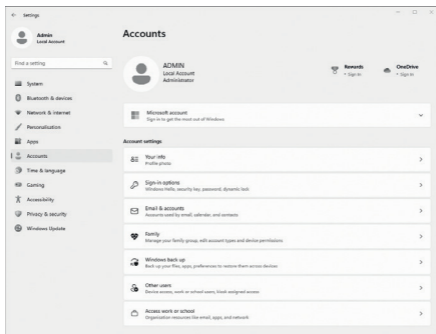 Settings
Admin
Local Account
Find a setting
System
Bluetooth & devices
Network & internet
Personalisation
Apps
Accounts
Time & language
Gaming
Accessibility
Privacy & security
Windows Update
Accounts
ADMIN
Local Account
Administrator
Rewards
• Sign in
OneDrive
• Sign in
Microsoft account
Sign in to get the most out of Windows
Account settings
Your info
Profile photo
Sign-in options
Windows Hello, security key, password, dynamic lock
Email & accounts
Accounts used by email, calendar, and contacts
Family
Manage your family group, edit account types and device permissions
Windows back up
Back up your files, apps, preferences to restore them across devices
Other users
Device access, work or school users, kiosk assigned access
Access work or school
Organisation resources like email, apps, and network